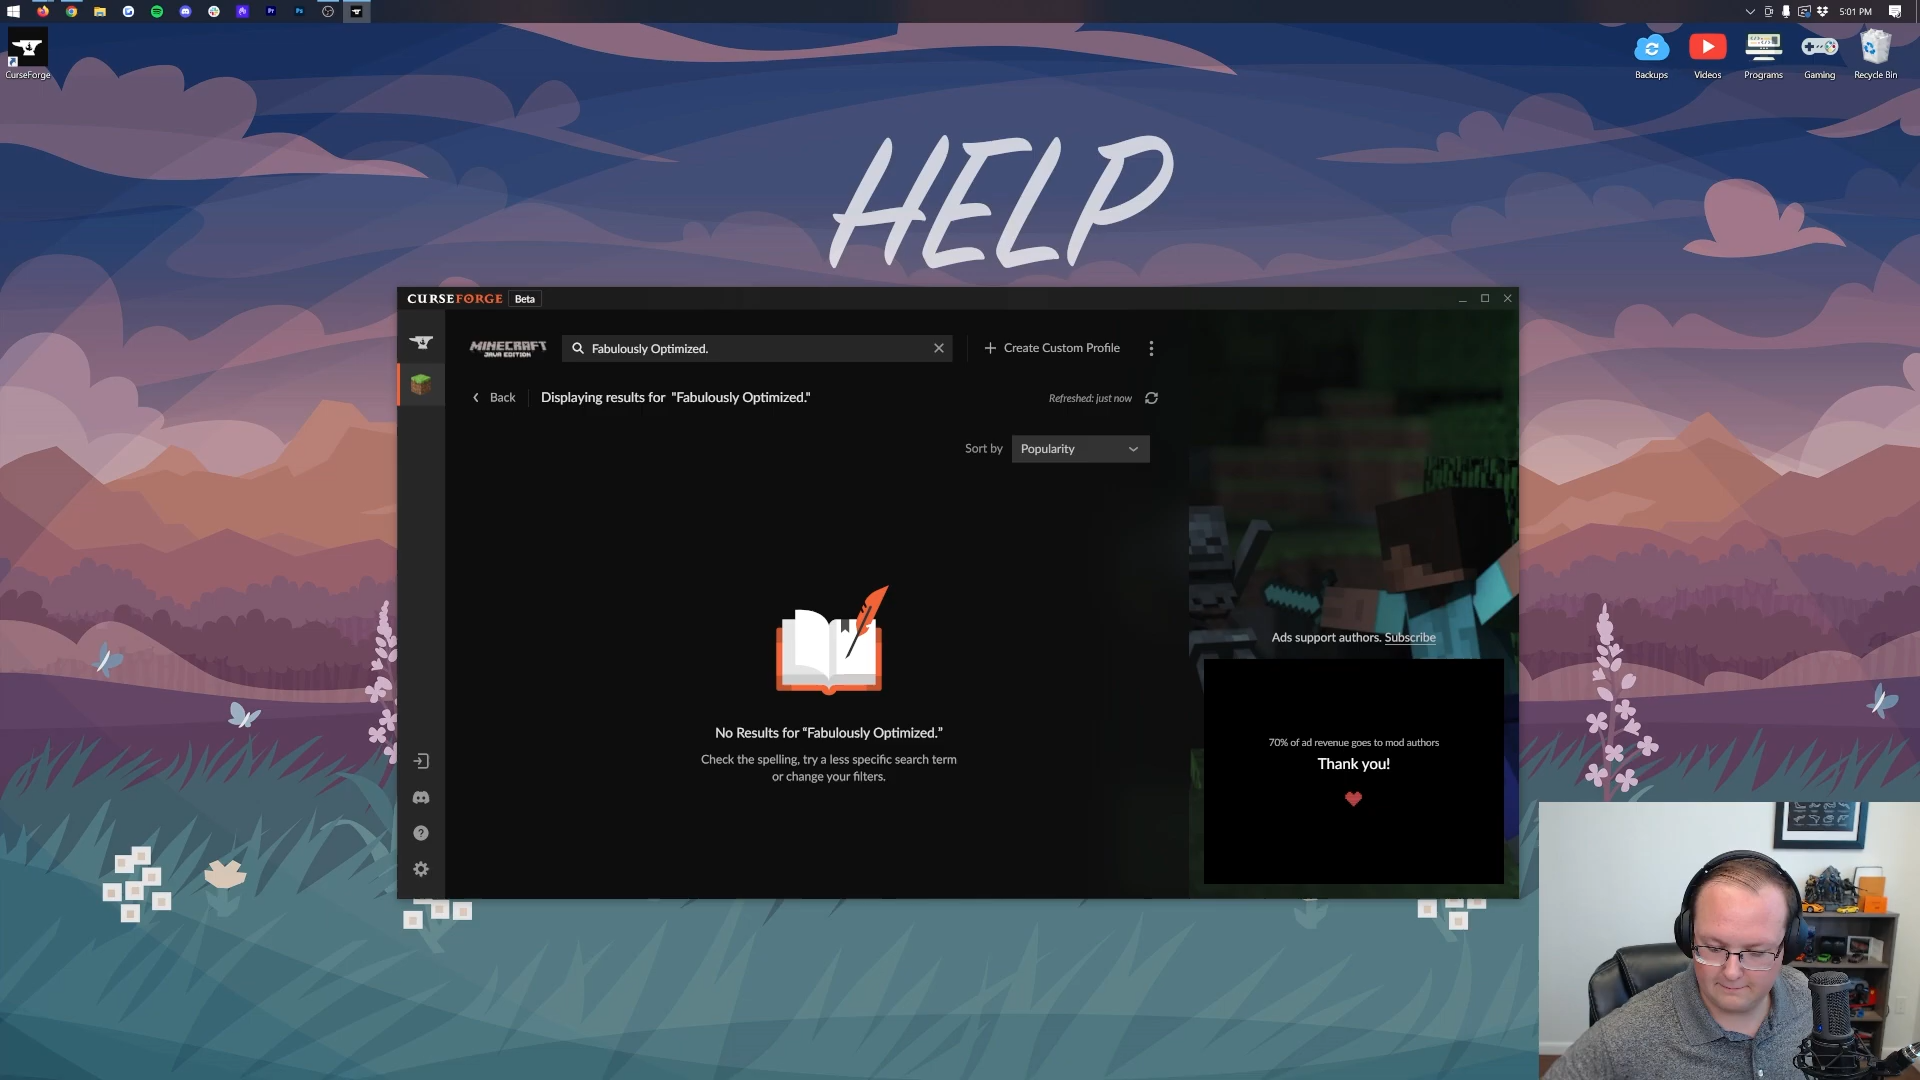 5:01 PM
CurseForge
Backups
Videos
Programs
Gaming
Recycle Bin
HELP
CURSEFORGE Beta
MINECRAFT
JAVA EDITION
Fabulously Optimized.
Create Custom Profile
Back
Displaying results for "Fabulously Optimized."
Refreshed: just now
Sort by
Popularity
No Results for “Fabulously Optimized.”
Check the spelling, try a less specific search term
or change your filters.
Ads support authors. Subscribe
70% of ad revenue goes to mod authors
Thank you!